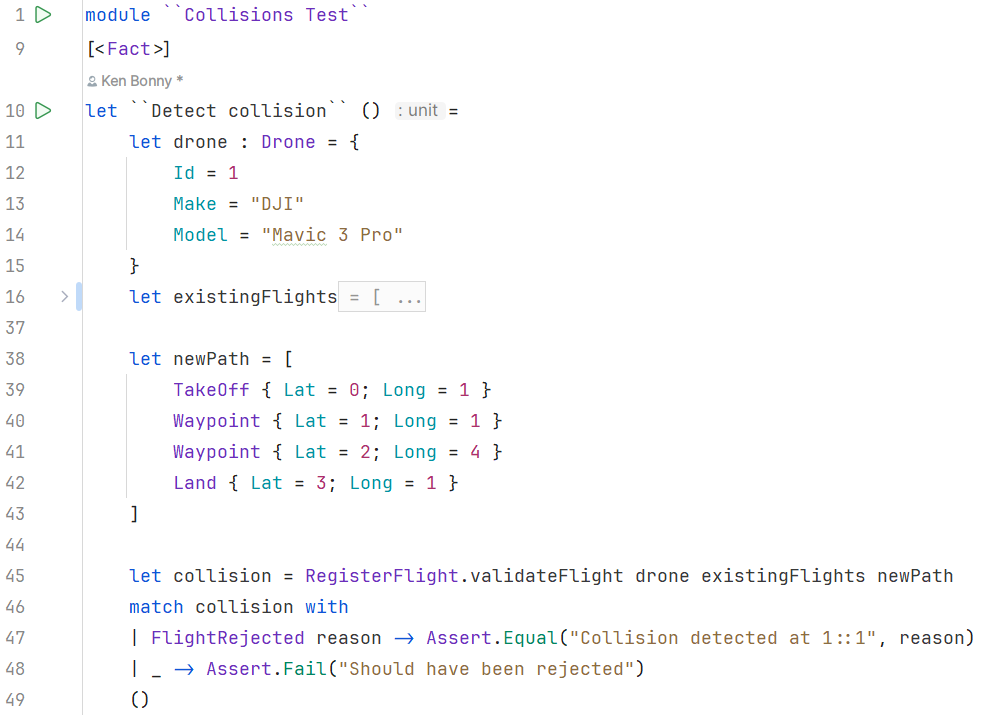 1 module ``Collisions Test``
9 [<Fact>]
Ken Bonny *
10 let ``Detect collision`` () : unit =
11 let drone : Drone = {
12 Id = 1
13 Make = "DJI"
14 Model = "Mavic 3 Pro"
15 }
16 let existingFlights = [ ...
37
38 let newPath = [
39 TakeOff { Lat = 0; Long = 1 }
40 Waypoint { Lat = 1; Long = 1 }
41 Waypoint { Lat = 2; Long = 4 }
42 Land { Lat = 3; Long = 1 }
43 ]
44
45 let collision = RegisterFlight.validateFlight drone existingFlights newPath
46 match collision with
47 | FlightRejected reason -> Assert.Equal("Collision detected at 1::1", reason)
48 | _ -> Assert.Fail("Should have been rejected")
49 ()